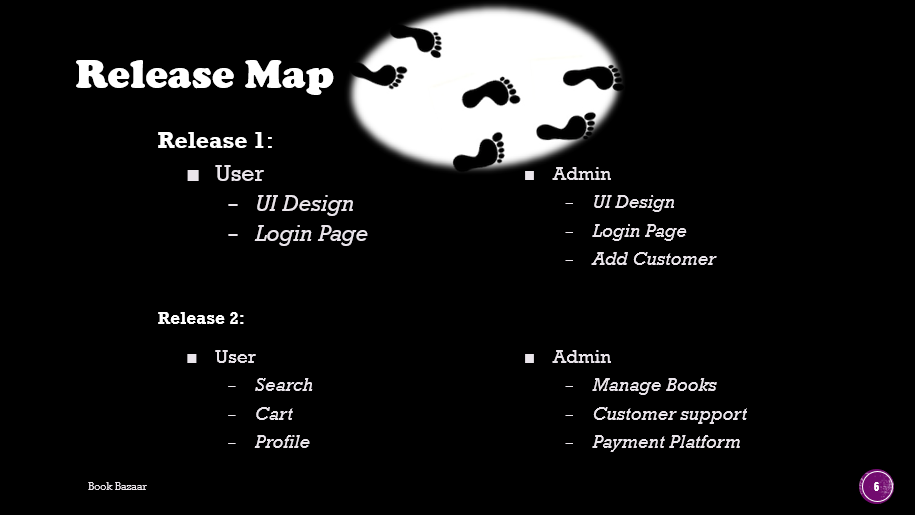 Release Map
Release 1:
■ User
– UI Design
– Login Page
■ Admin
– UI Design
– Login Page
– Add Customer
Release 2:
■ User
– Search
– Cart
– Profile
■ Admin
– Manage Books
– Customer support
– Payment Platform
Book Bazaar
6